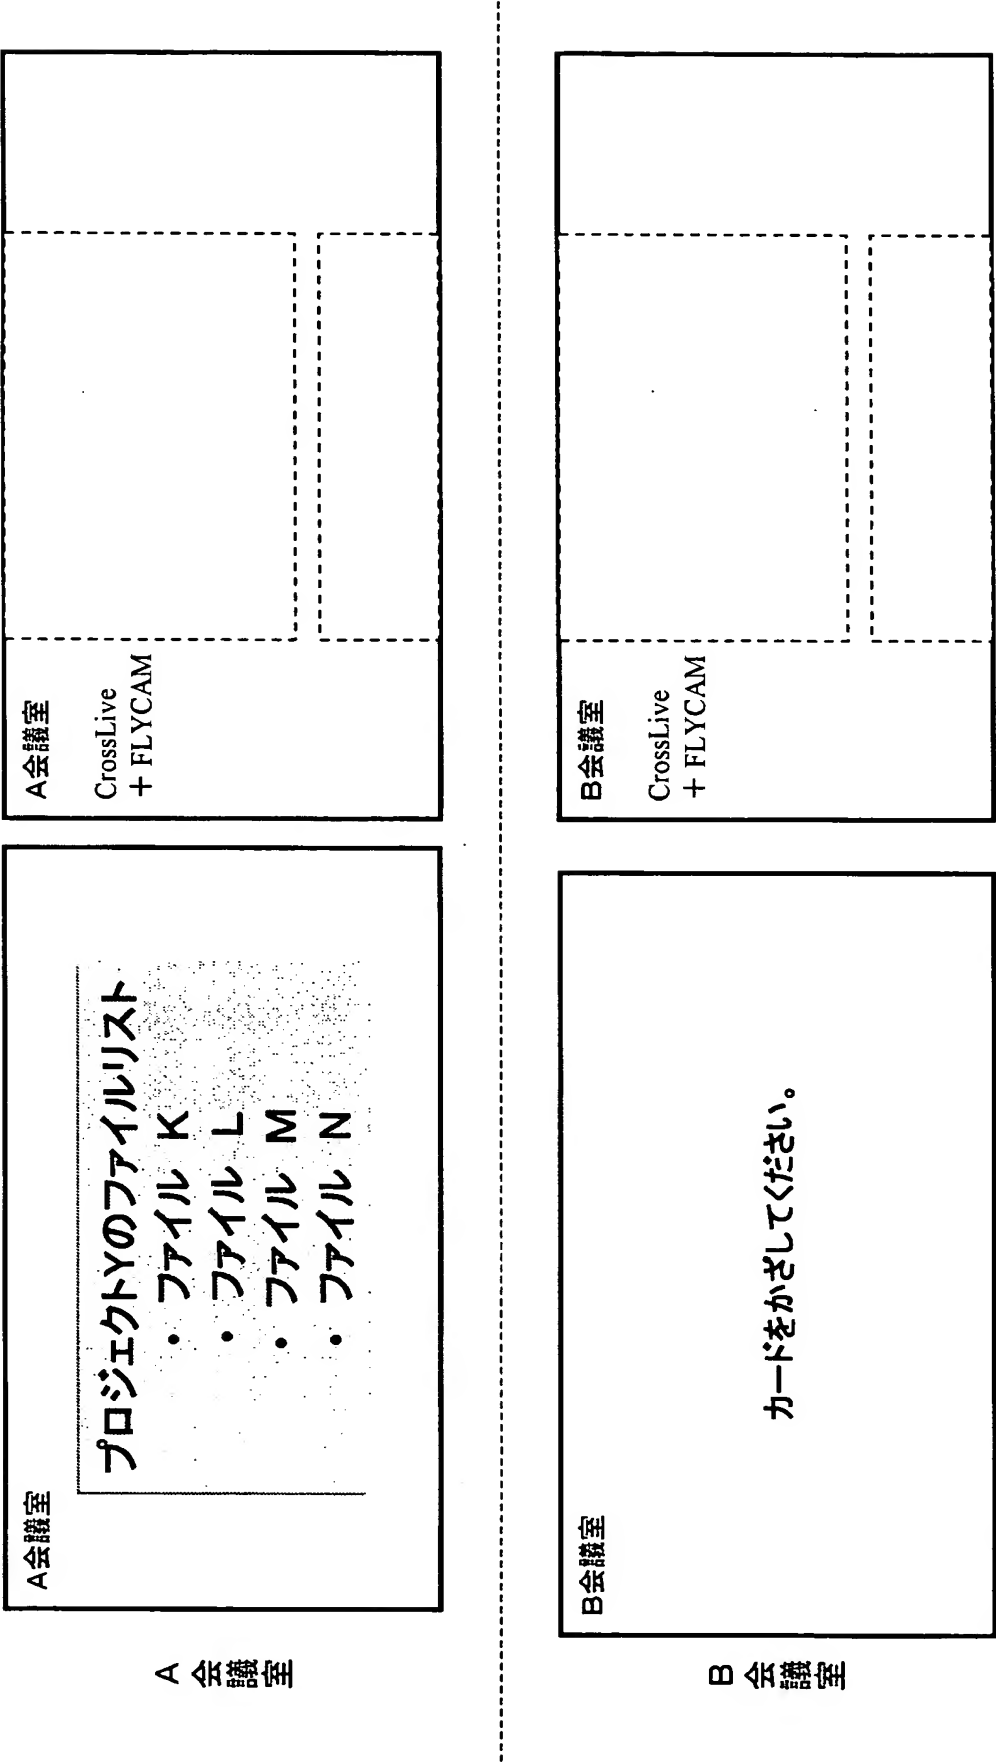 A会議室
A会議室
プロジェクトYのファイルリスト
・ファイル K
・ファイル L
・ファイル M
・ファイル N
A会議室
CrossLive
+ FLYCAM
B会議室
B会議室
カードをかざしてください。
B会議室
CrossLive
+ FLYCAM